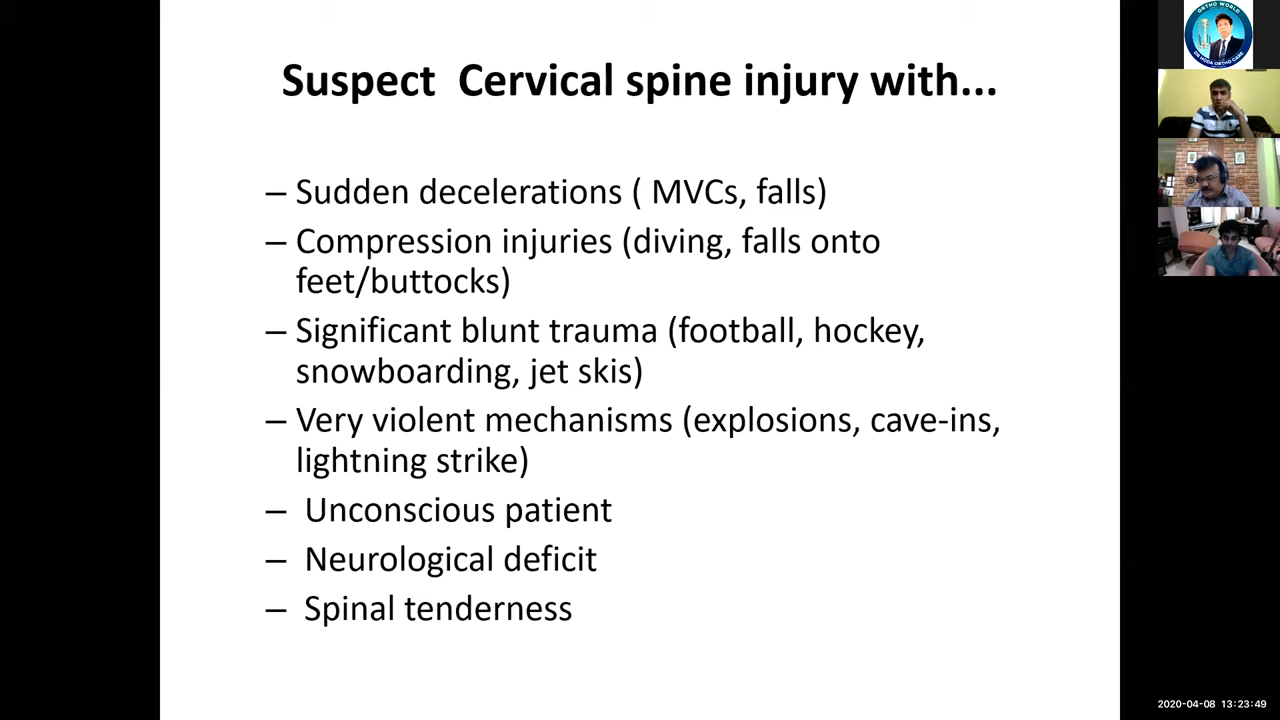 Suspect  Cervical spine injury with...
– Sudden decelerations ( MVCs, falls)
– Compression injuries (diving, falls onto
feet/buttocks)
– Significant blunt trauma (football, hockey,
snowboarding, jet skis)
– Very violent mechanisms (explosions, cave-ins,
lightning strike)
–  Unconscious patient
–  Neurological deficit
–  Spinal tenderness
ORTHO WORLD
2020-04-08 13:23:49